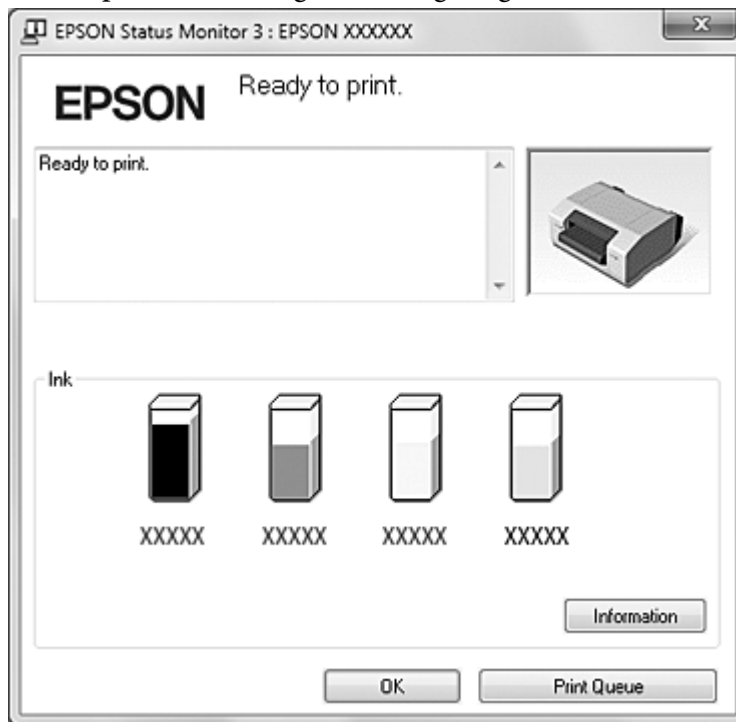 EPSON Status Monitor 3 : EPSON XXXXXX
EPSON
Ready to print.
Ready to print.
Ink
XXXXX XXXXX XXXXX XXXXX
Information
OK
Print Queue